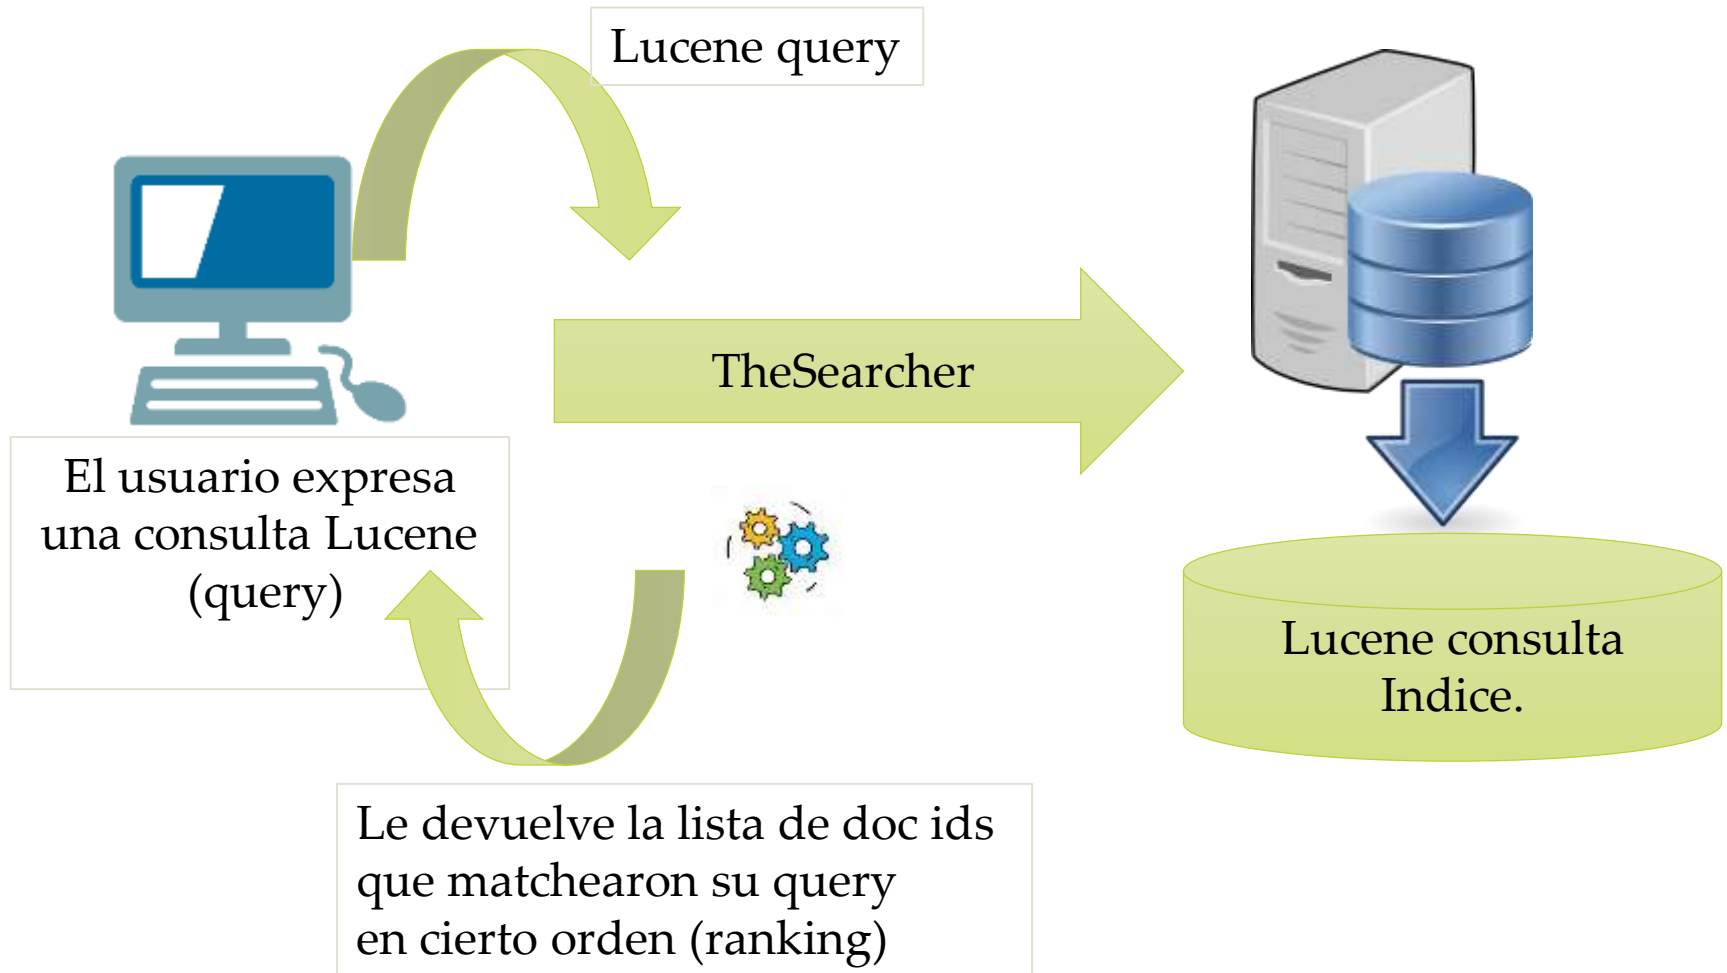 Lucene query
TheSearcher
El usuario expresa
una consulta Lucene
(query)
Lucene consulta
Indice.
Le devuelve la lista de doc ids
que matchearon su query
en cierto orden (ranking)